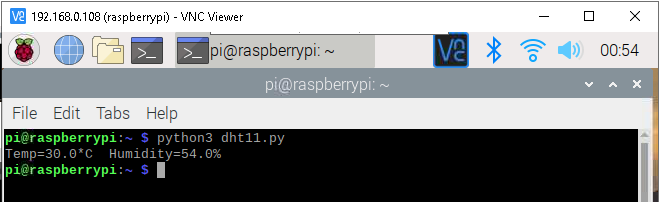 192.168.0.108 (raspberrypi) - VNC Viewer
pi@raspberrypi: ~ 00:54
pi@raspberrypi: ~
File Edit Tabs Help
pi@raspberrypi:~ $ python3 dht11.py
Temp=30.0*C  Humidity=54.0%
pi@raspberrypi:~ $